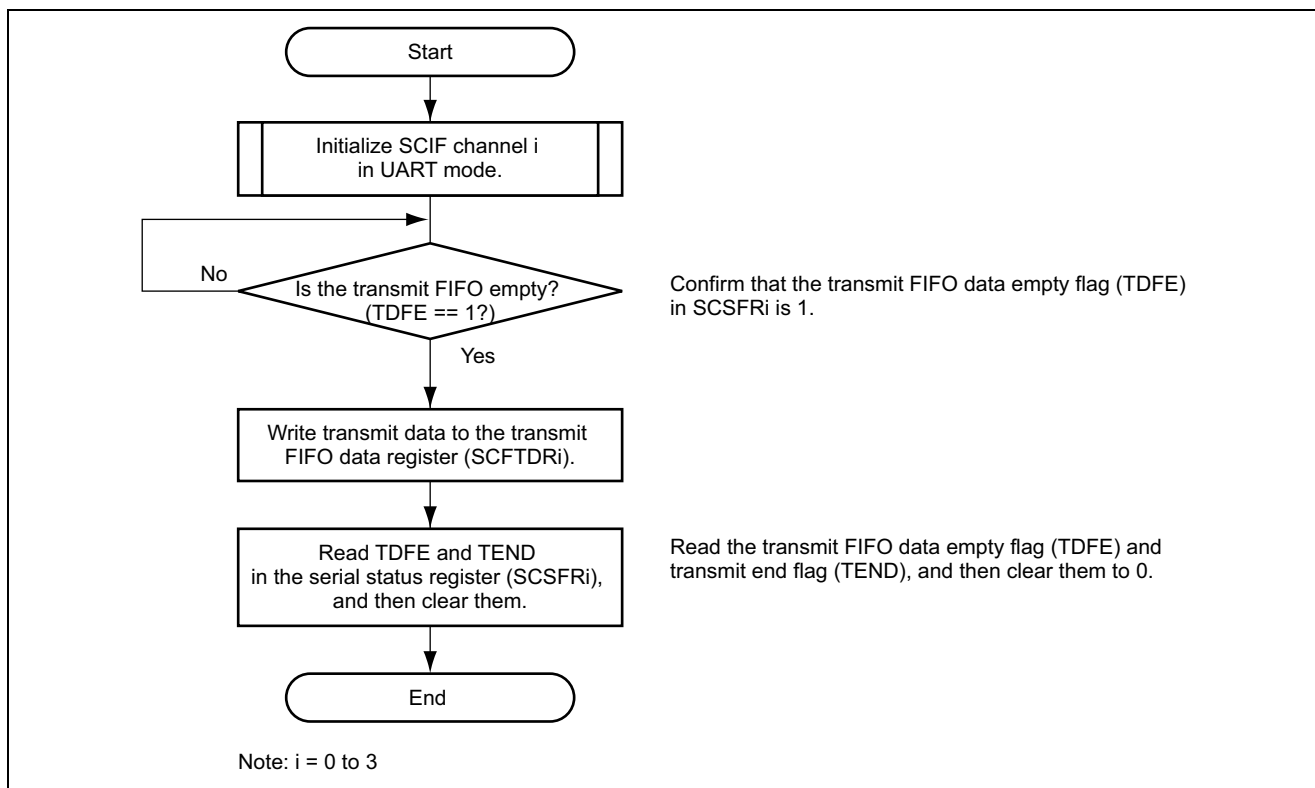 Start
Initialize SCIF channel i
in UART mode.
No
Is the transmit FIFO empty?
(TDFE == 1?)
Confirm that the transmit FIFO data empty flag (TDFE)
in SCSFRi is 1.
Yes
Write transmit data to the transmit
FIFO data register (SCFTDRi).
Read TDFE and TEND
in the serial status register (SCSFRi),
and then clear them.
Read the transmit FIFO data empty flag (TDFE) and
transmit end flag (TEND), and then clear them to 0.
End
Note: i = 0 to 3